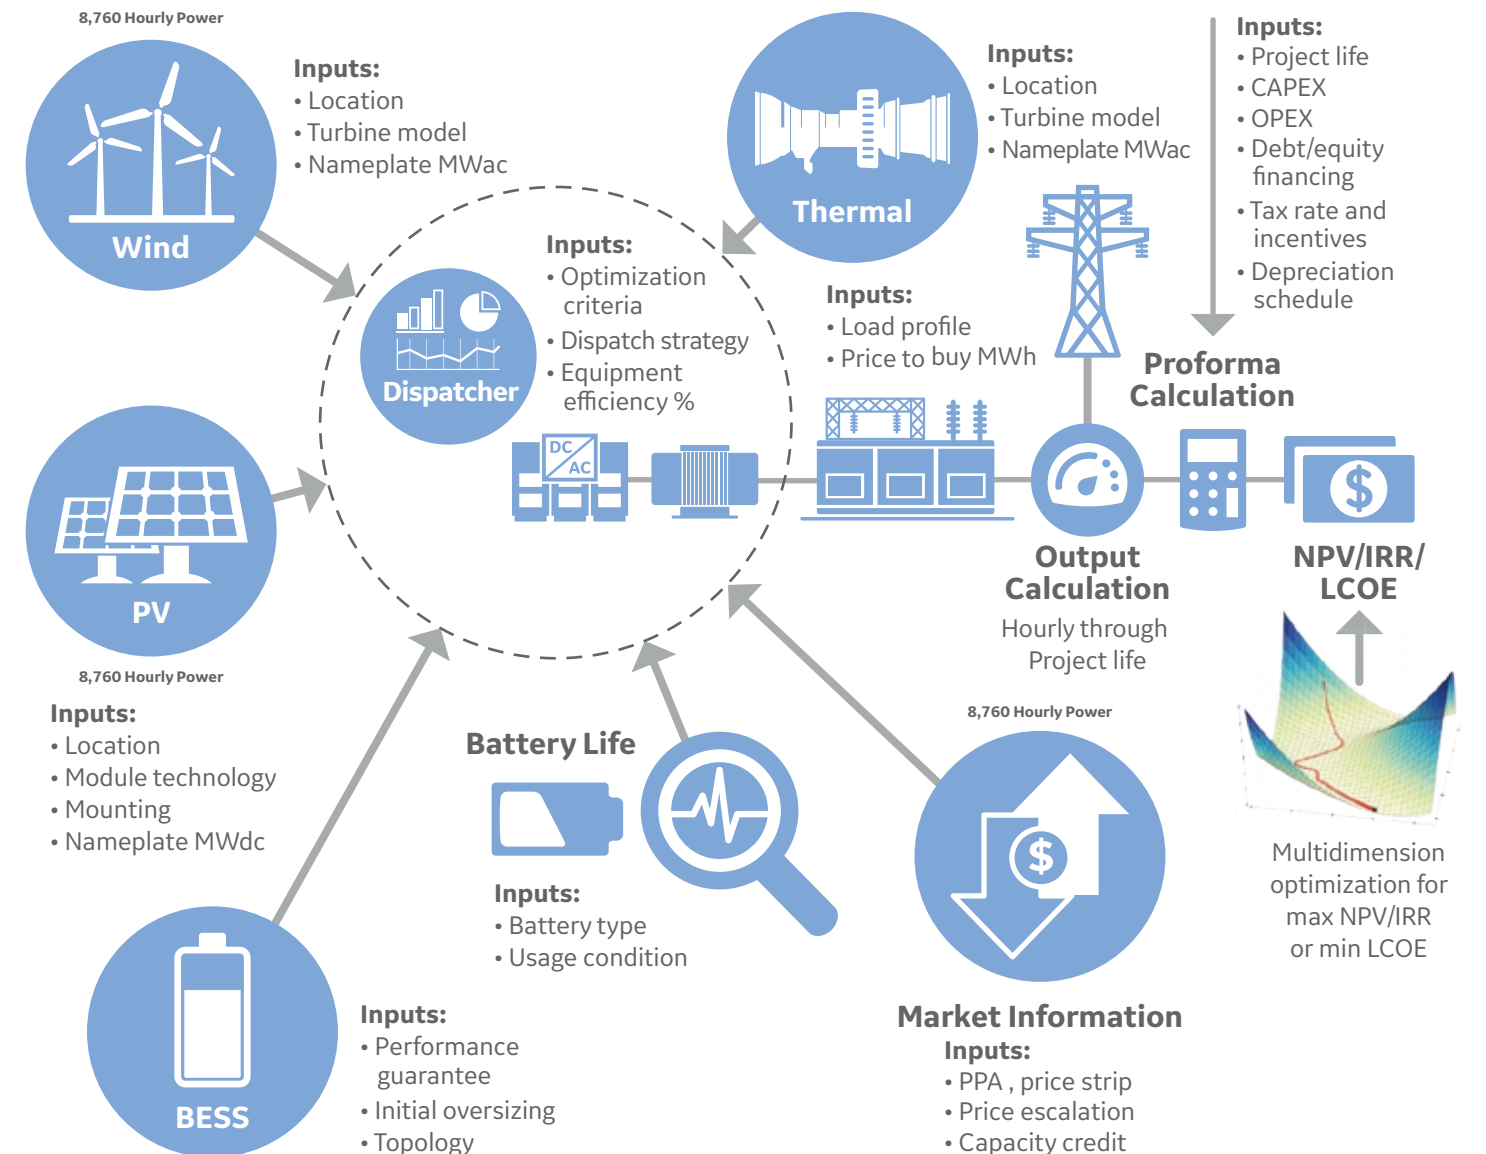 8,760 Hourly Power
Wind
Inputs:
• Location
• Turbine model
• Nameplate MWac
Thermal
Inputs:
• Location
• Turbine model
• Nameplate MWac
Inputs:
• Project life
• CAPEX
• OPEX
• Debt/equity
financing
• Tax rate and
incentives
• Depreciation
schedule
Dispatcher
Inputs:
• Optimization
criteria
• Dispatch strategy
• Equipment
efficiency %
DC
AC
Inputs:
• Load profile
• Price to buy MWh
Proforma
Calculation
$
Output
Calculation
Hourly through
Project life
NPV/IRR/
LCOE
Multidimension
optimization for
max NPV/IRR
or min LCOE
PV
8,760 Hourly Power
Inputs:
• Location
• Module technology
• Mounting
• Nameplate MWdc
Battery Life
Inputs:
• Battery type
• Usage condition
8,760 Hourly Power
$
Market Information
Inputs:
• PPA , price strip
• Price escalation
• Capacity credit
BESS
Inputs:
• Performance
guarantee
• Initial oversizing
• Topology